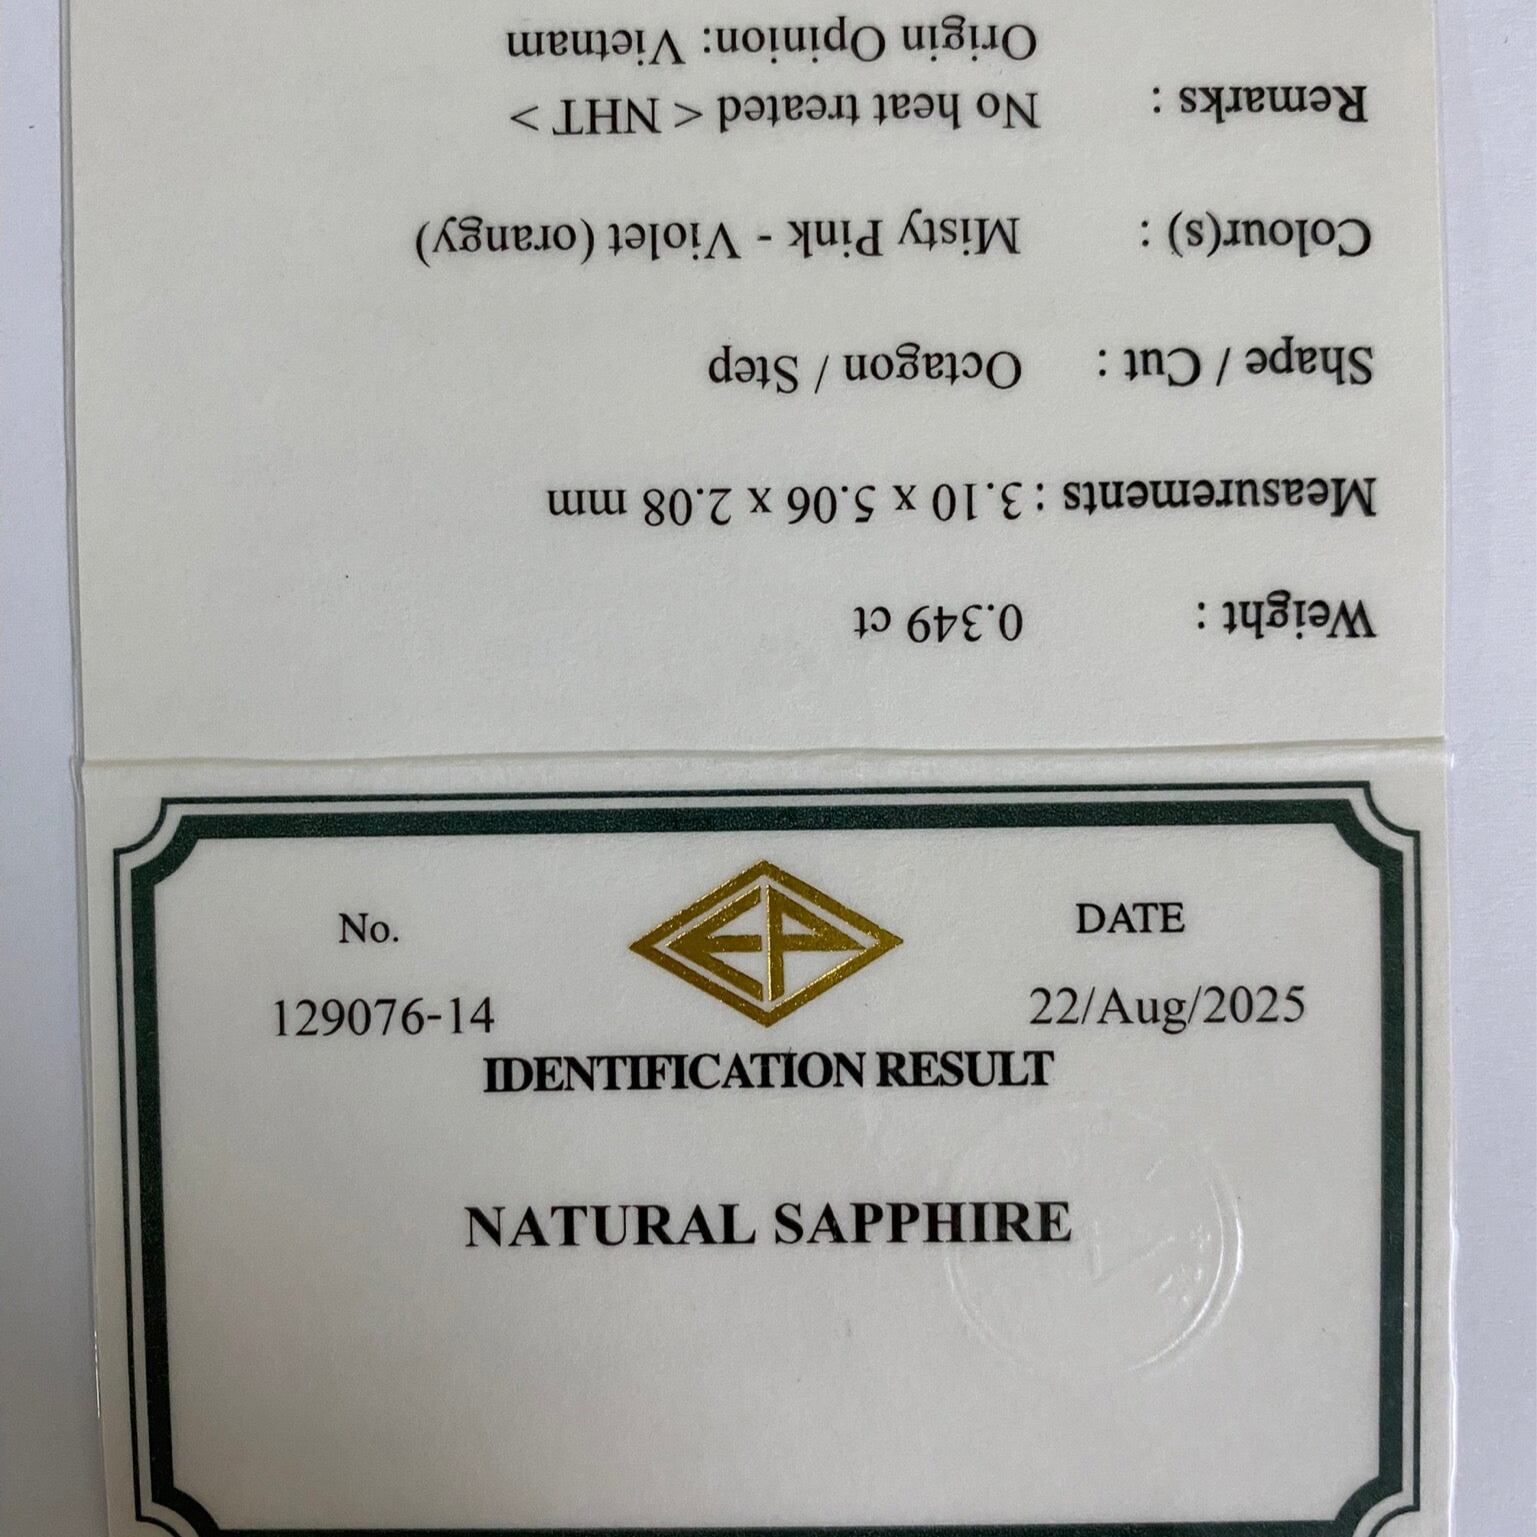 Weight : 0.349 ct
Measurements : 3.10 x 5.06 x 2.08 mm
Shape / Cut : Octagon / Step
Colour(s) : Misty Pink - Violet (orangy)
Remarks : No heat treated < NHT >
Origin Opinion: Vietnam
EP
No.
DATE
129076-14
22/Aug/2025
IDENTIFICATION RESULT
NATURAL SAPPHIRE